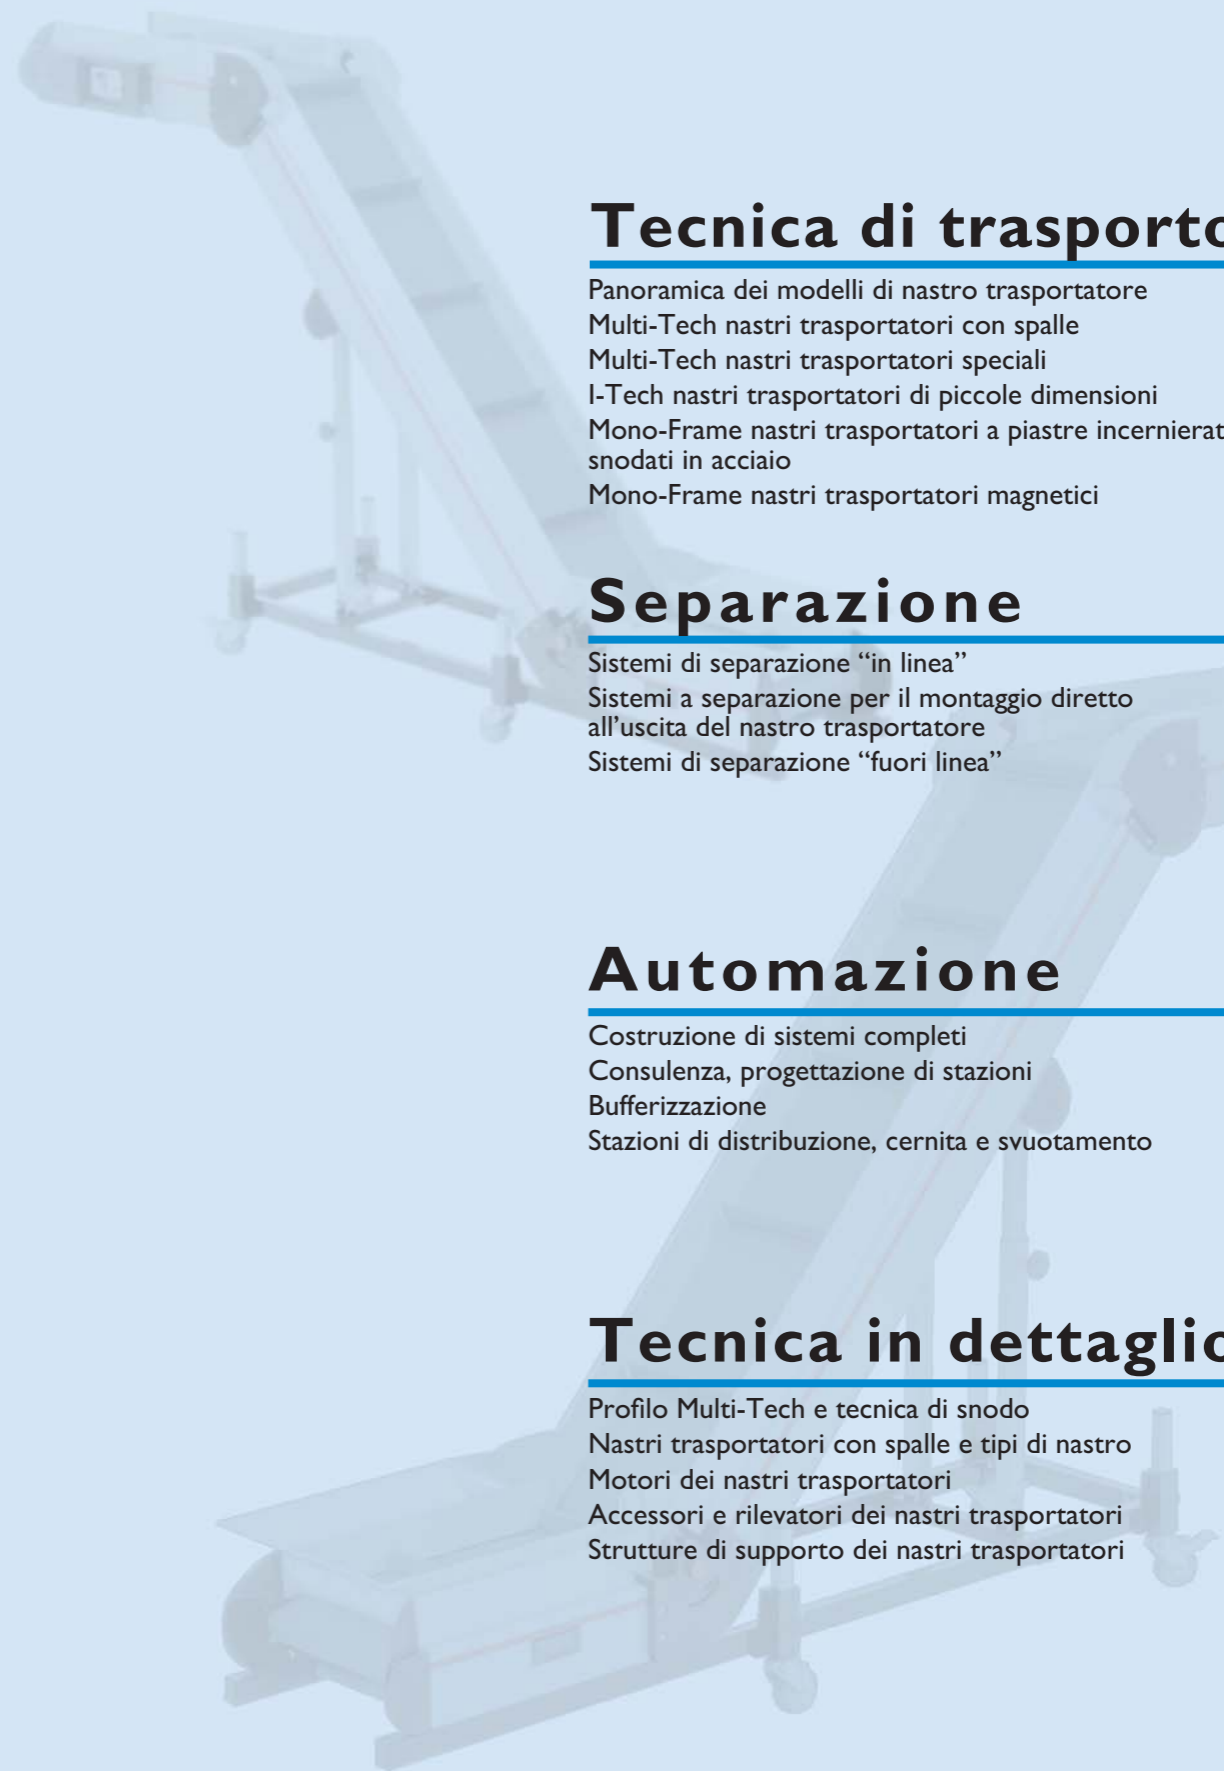 Tecnica di trasporto
Panoramica dei modelli di nastro trasportatore
Multi-Tech nastri trasportatori con spalle
Multi-Tech nastri trasportatori speciali
I-Tech nastri trasportatori di piccole dimensioni
Mono-Frame nastri trasportatori a piastre incernierat
snodati in acciaio
Mono-Frame nastri trasportatori magnetici
Separazione
Sistemi di separazione “in linea”
Sistemi a separazione per il montaggio diretto
all’uscita del nastro trasportatore
Sistemi di separazione “fuori linea”
Automazione
Costruzione di sistemi completi
Consulenza, progettazione di stazioni
Bufferizzazione
Stazioni di distribuzione, cernita e svuotamento
Tecnica in dettaglio
Profilo Multi-Tech e tecnica di snodo
Nastri trasportatori con spalle e tipi di nastro
Motori dei nastri trasportatori
Accessori e rilevatori dei nastri trasportatori
Strutture di supporto dei nastri trasportatori